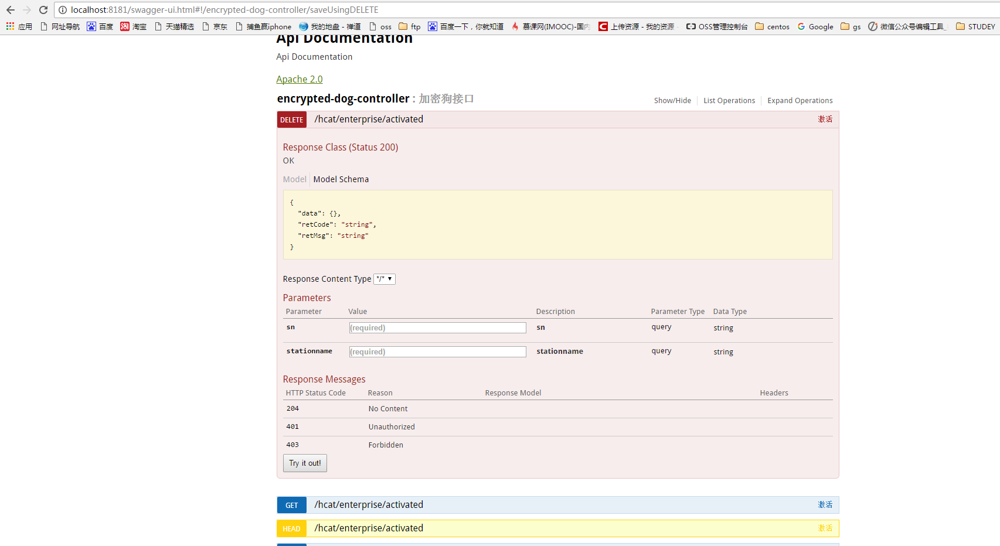 localhost:8181/swagger-ui.html#!/encrypted-dog-controller/saveUsingDELETE
应用 网址导航 百度 淘 淘宝 天猫精选 京东 捕鱼赢iphone 我的地盘 - 禅道 oss ftp 百度一下，你就知道 慕课网(IMOOC)-国内 C 上传资源 - 我的资源 OSS管理控制台 centos G Google gs 微信公众号编辑工具_ STUDEY
Api Documentation
Api Documentation
Apache 2.0
encrypted-dog-controller : 加密狗接口 Show/Hide List Operations Expand Operations
DELETE /hcat/enterprise/activated 激活
Response Class (Status 200)
OK
Model Model Schema
{
"data": {},
"retCode": "string",
"retMsg": "string"
}
Response Content Type */* ▼
Parameters
Parameter Value Description Parameter Type Data Type
sn (required) sn query string
stationname (required) stationname query string
Response Messages
HTTP Status Code Reason Response Model Headers
204 No Content
401 Unauthorized
403 Forbidden
Try it out!
GET /hcat/enterprise/activated 激活
HEAD /hcat/enterprise/activated 激活